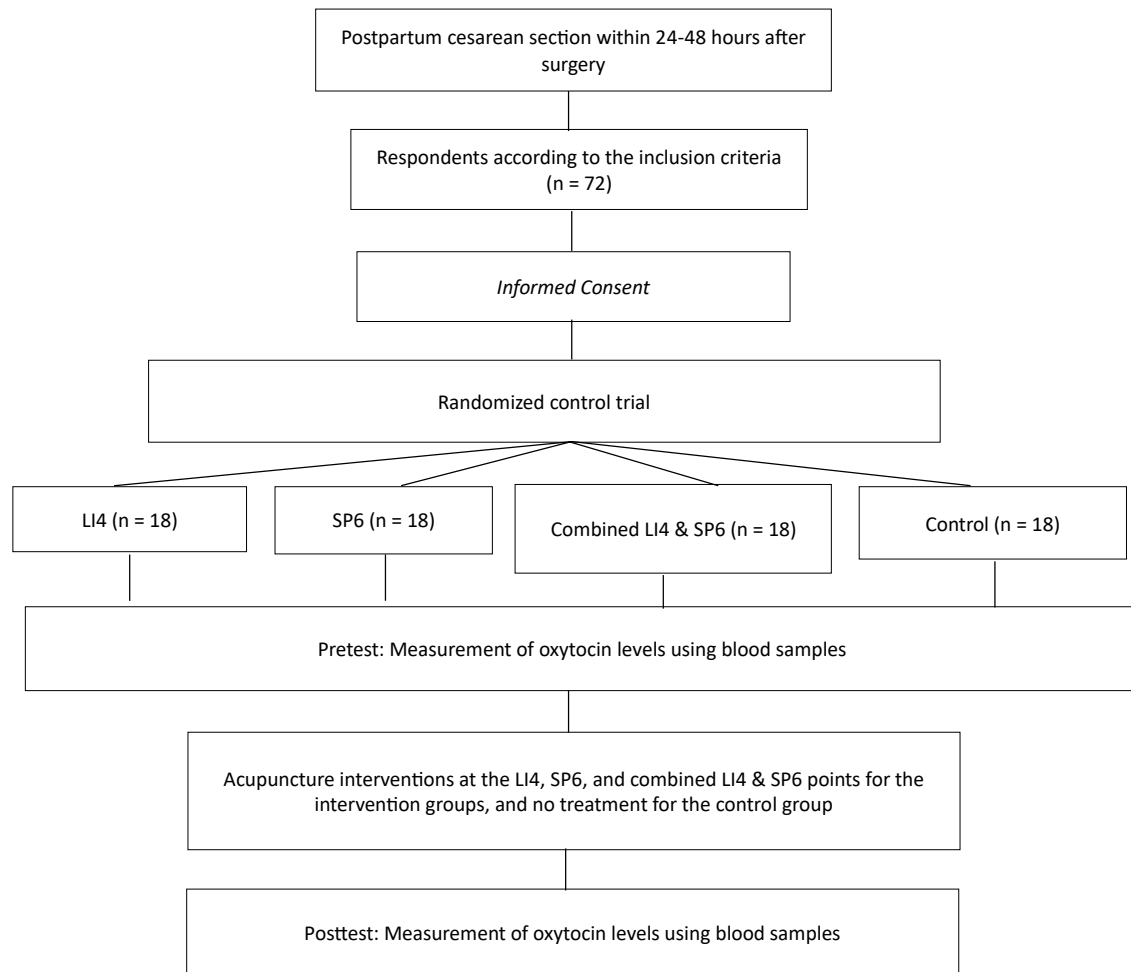 Postpartum cesarean section within 24-48 hours after
surgery
Respondents according to the inclusion criteria
(n = 72)
Informed Consent
Randomized control trial
LI4 (n = 18)
SP6 (n = 18)
Combined LI4 & SP6 (n = 18)
Control (n = 18)
Pretest: Measurement of oxytocin levels using blood samples
Acupuncture interventions at the LI4, SP6, and combined LI4 & SP6 points for the
intervention groups, and no treatment for the control group
Posttest: Measurement of oxytocin levels using blood samples